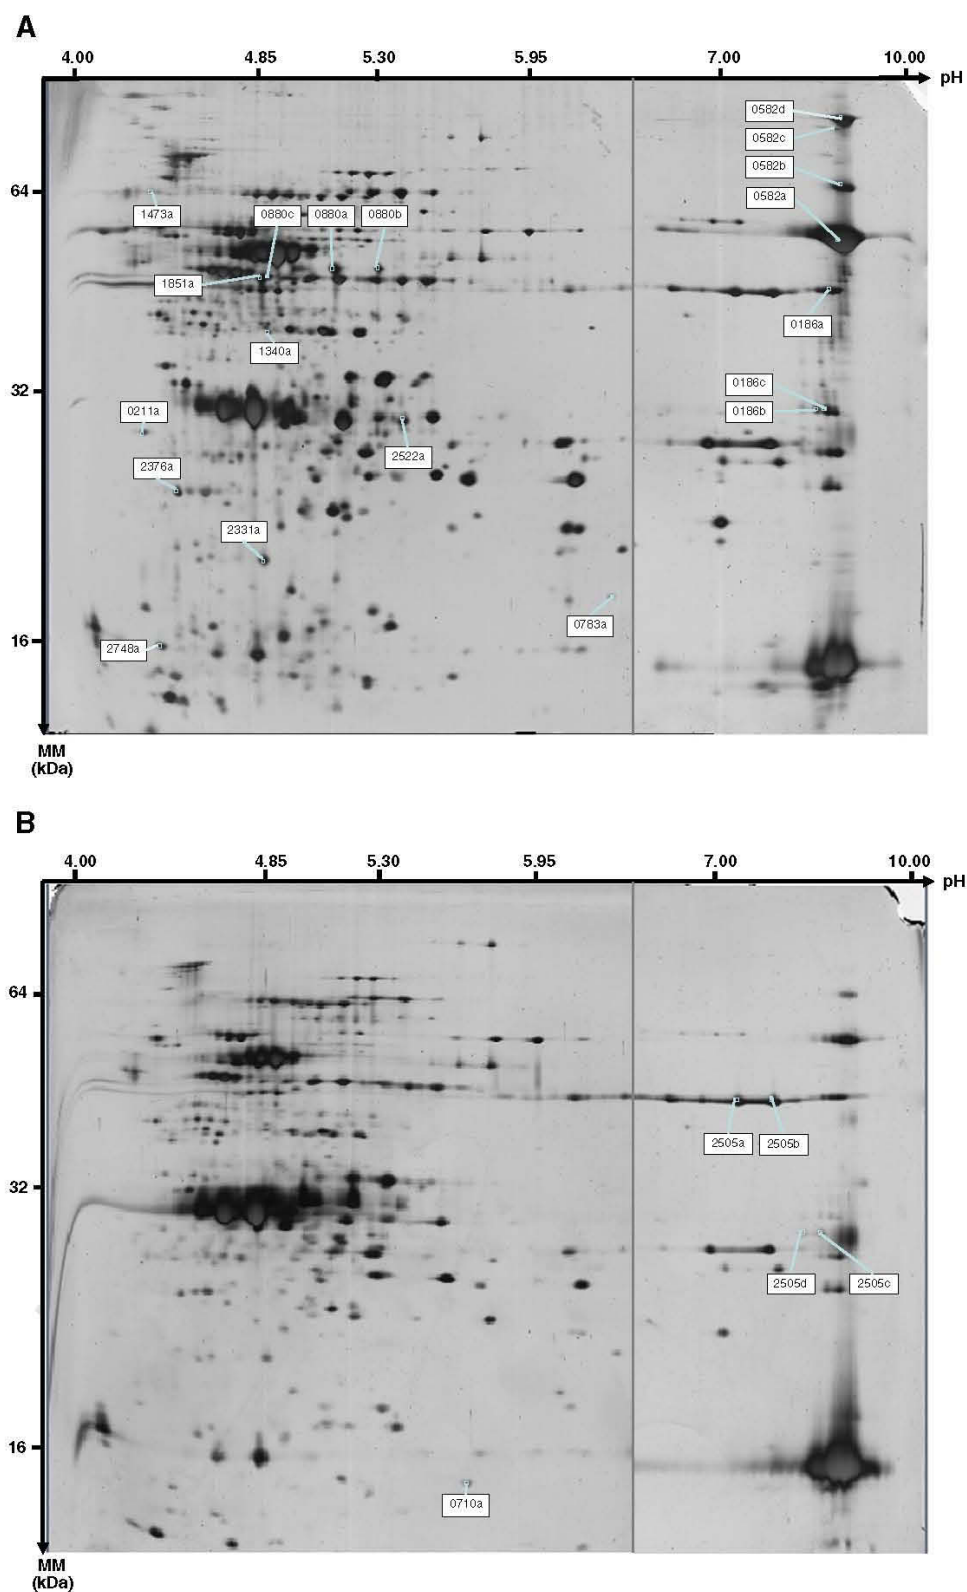 A
4.00 4.85 5.30 5.95 7.00 10.00
pH
0582d
0582c
0582b
64
0582a
1473a 0880c 0880a 0880b
1851a
0186a
1340a
32
0186c
0211a 0186b
2522a
2376a
2331a
0783a
16
2748a
MM
(kDa)
B
4.00 4.85 5.30 5.95 7.00 10.00
pH
64
2505a 2505b
32
2505d 2505c
16
0710a
MM
(kDa)